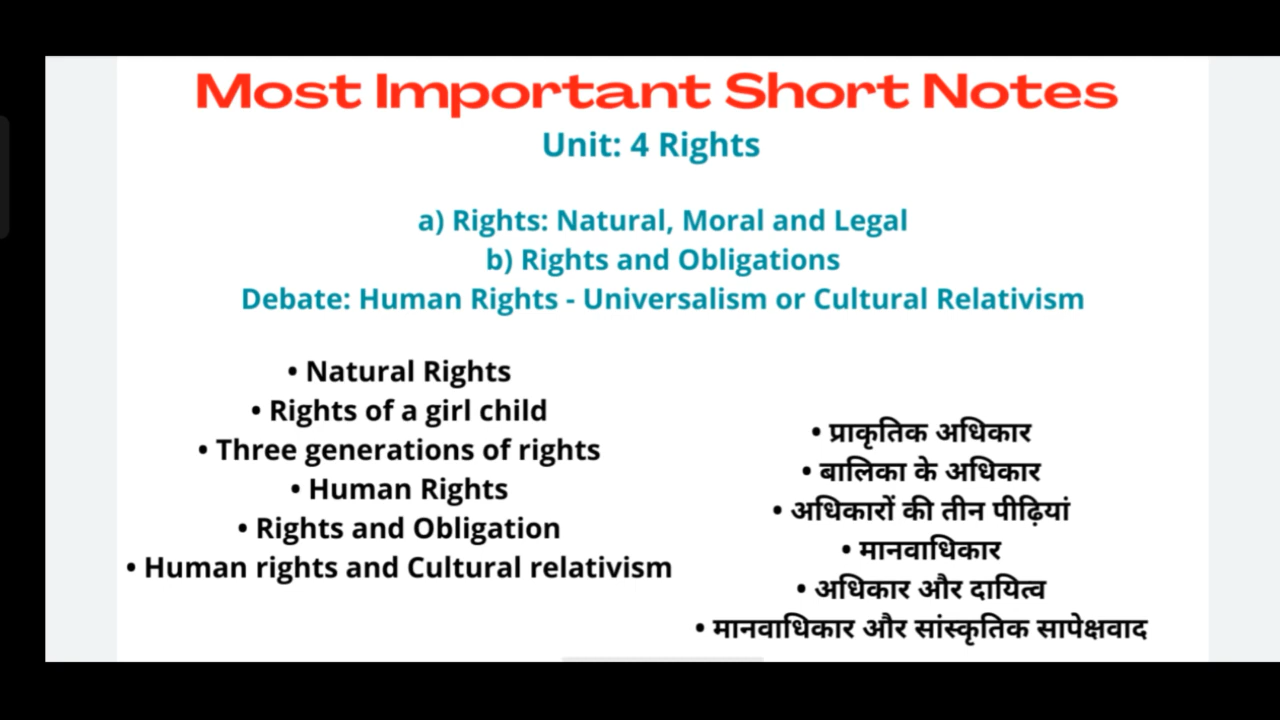 Most Important Short Notes
Unit: 4 Rights
a) Rights: Natural, Moral and Legal
b) Rights and Obligations
Debate: Human Rights - Universalism or Cultural Relativism
• Natural Rights
• Rights of a girl child
• Three generations of rights
• Human Rights
• Rights and Obligation
• Human rights and Cultural relativism
• प्राकृतिक अधिकार
• बालिका के अधिकार
• अधिकारों की तीन पीढ़ियां
• मानवाधिकार
• अधिकार और दायित्व
• मानवाधिकार और सांस्कृतिक सापेक्षवाद